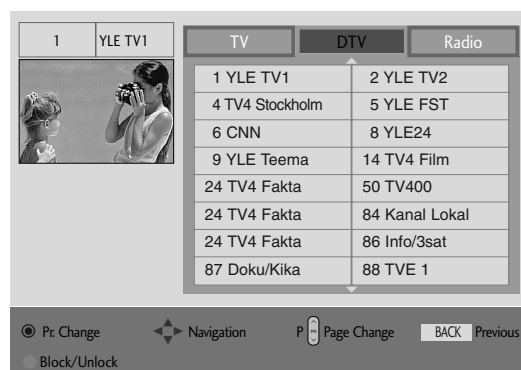 1 YLE TV1
TV DTV Radio
1 YLE TV1 2 YLE TV2
4 TV4 Stockholm 5 YLE FST
6 CNN 8 YLE24
9 YLE Teema 14 TV4 Film
24 TV4 Fakta 50 TV400
24 TV4 Fakta 84 Kanal Lokal
24 TV4 Fakta 86 Info/3sat
87 Doku/Kika 88 TVE 1
Pr. Change Navigation P PR Page Change BACK Previous
Block/Unlock